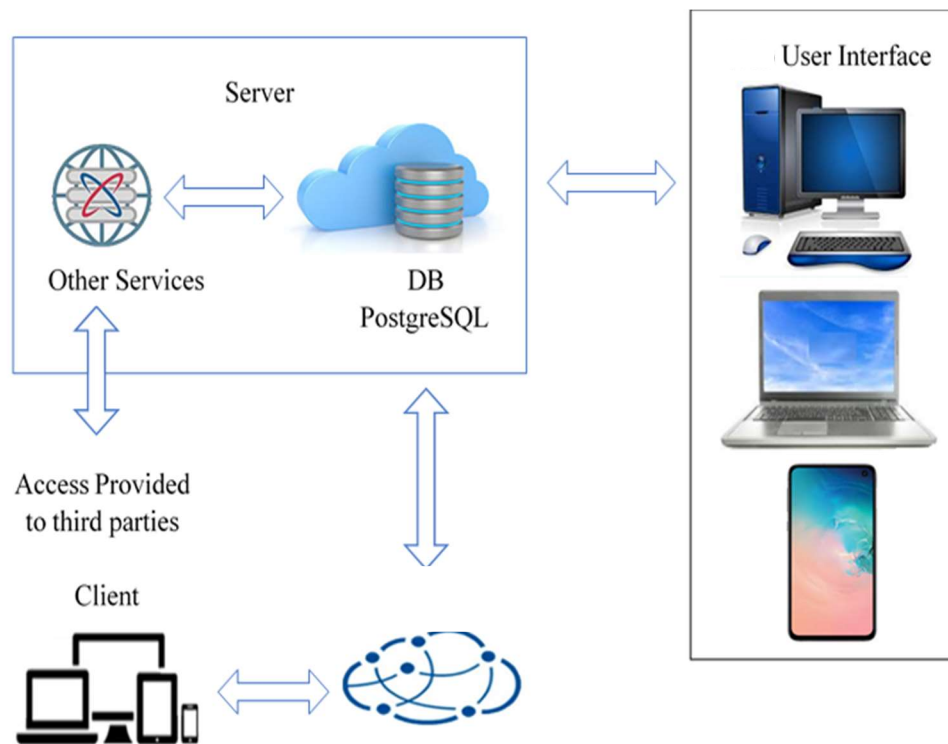 User Interface
Server
Other Services
DB
PostgreSQL
Access Provided
to third parties
Client